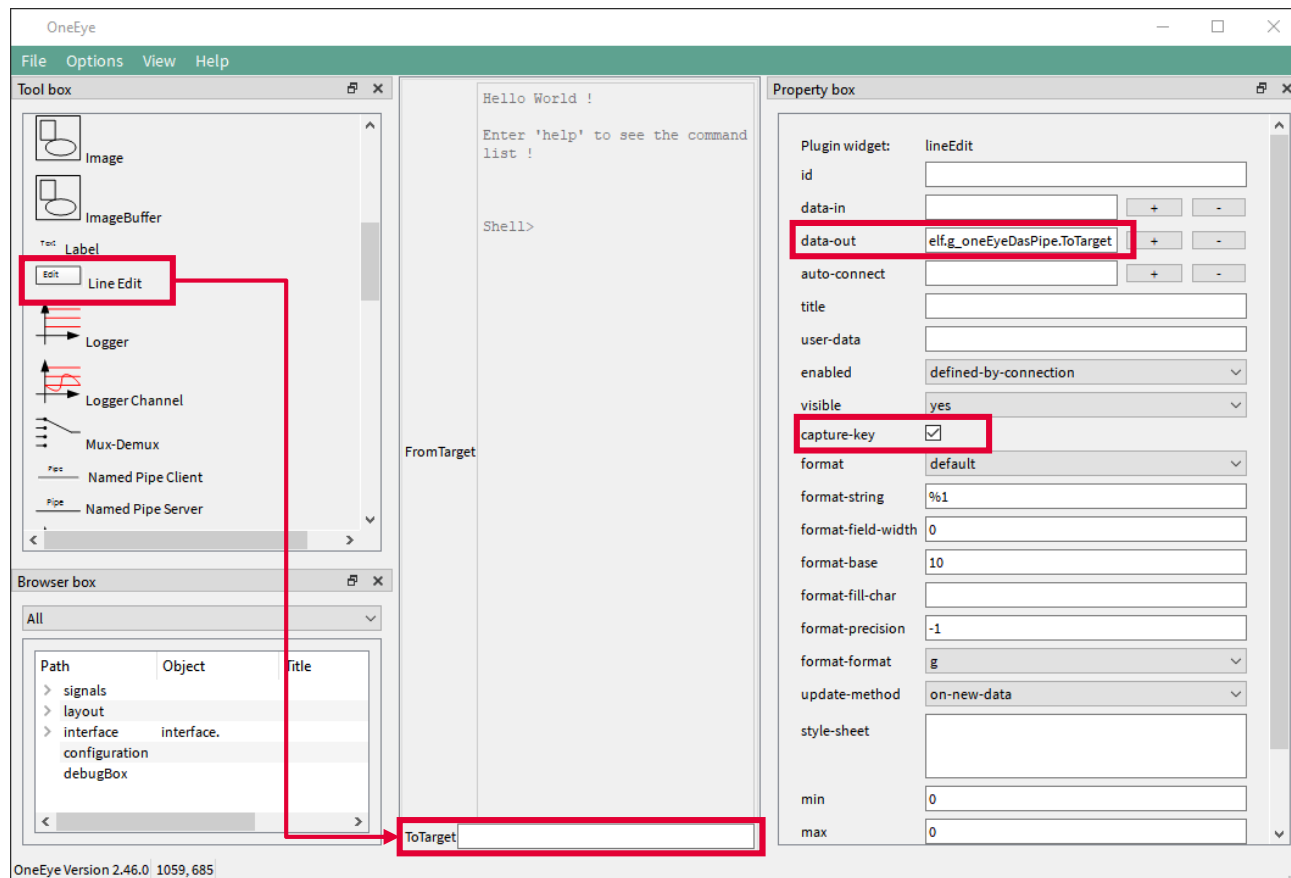 OneEye
File Options View Help
Tool box
Image
ImageBuffer
Text Label
Edit Line Edit
Logger
Logger Channel
Mux-Demux
Pipe Named Pipe Client
Pipe Named Pipe Server
Browser box
All
Path Object Title
signals
layout
interface interface.
configuration
debugBox
Hello World !
Enter 'help' to see the command
list !
Shell>
FromTarget
ToTarget
Property box
Plugin widget: lineEdit
id
data-in + -
data-out elf.g_oneEyeDasPipe.ToTarget + -
auto-connect + -
title
user-data
enabled defined-by-connection
visible yes
capture-key
format default
format-string %1
format-field-width 0
format-base 10
format-fill-char
format-precision -1
format-format g
update-method on-new-data
style-sheet
min 0
max 0
OneEye Version 2.46.0 1059, 685